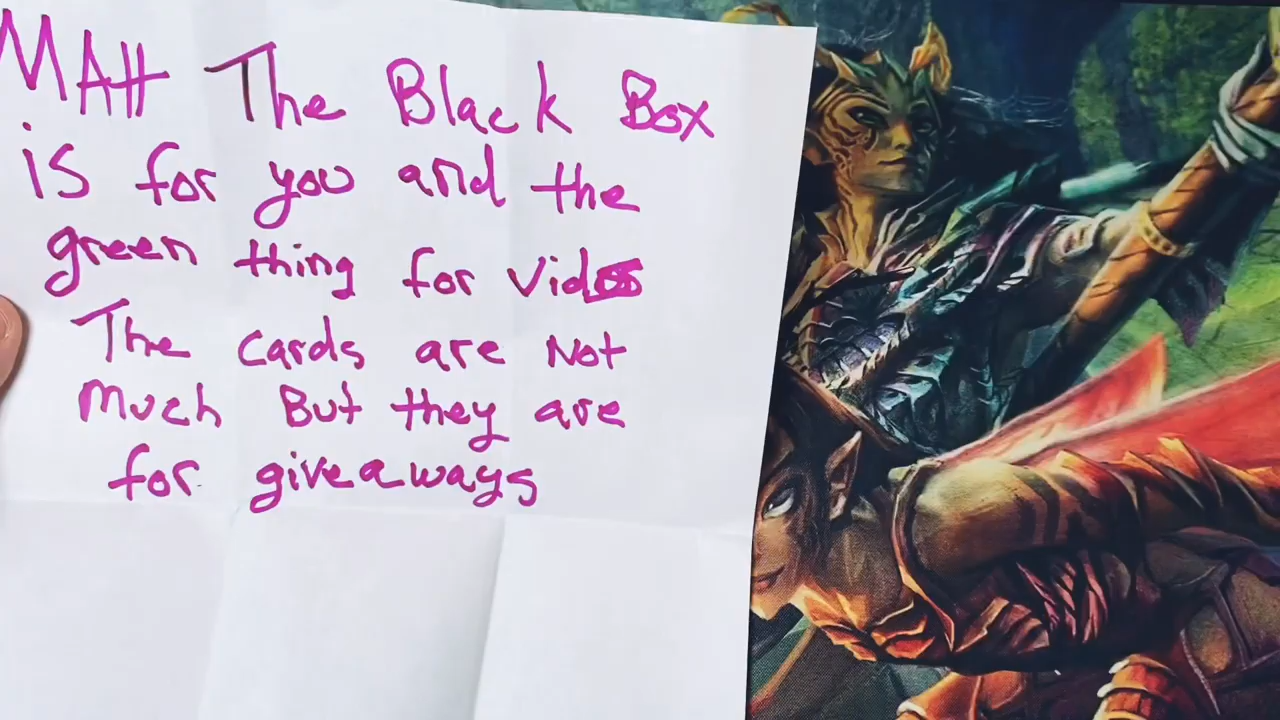 MAtt The Black Box
is for you and the
green thing for vidos
The cards are Not
Much But they are
for giveaways